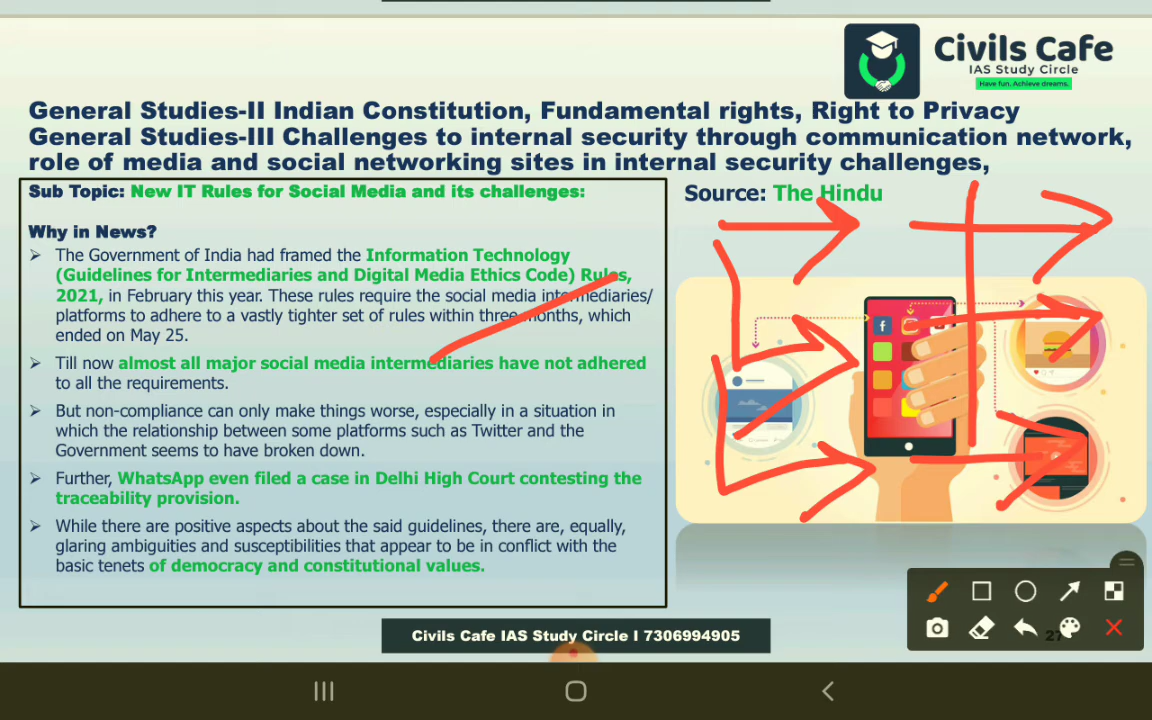 Civils Cafe
IAS Study Circle
Have fun. Achieve dreams.
General Studies-II Indian Constitution, Fundamental rights, Right to Privacy
General Studies-III Challenges to internal security through communication network,
role of media and social networking sites in internal security challenges,
Sub Topic: New IT Rules for Social Media and its challenges:
Source: The Hindu
Why in News?
The Government of India had framed the Information Technology
(Guidelines for Intermediaries and Digital Media Ethics Code) Rules,
2021, in February this year. These rules require the social media intermediaries/
platforms to adhere to a vastly tighter set of rules within three months, which
ended on May 25.
Till now almost all major social media intermediaries have not adhered
to all the requirements.
But non-compliance can only make things worse, especially in a situation in
which the relationship between some platforms such as Twitter and the
Government seems to have broken down.
Further, WhatsApp even filed a case in Delhi High Court contesting the
traceability provision.
While there are positive aspects about the said guidelines, there are, equally,
glaring ambiguities and susceptibilities that appear to be in conflict with the
basic tenets of democracy and constitutional values.
Civils Cafe IAS Study Circle I 7306994905